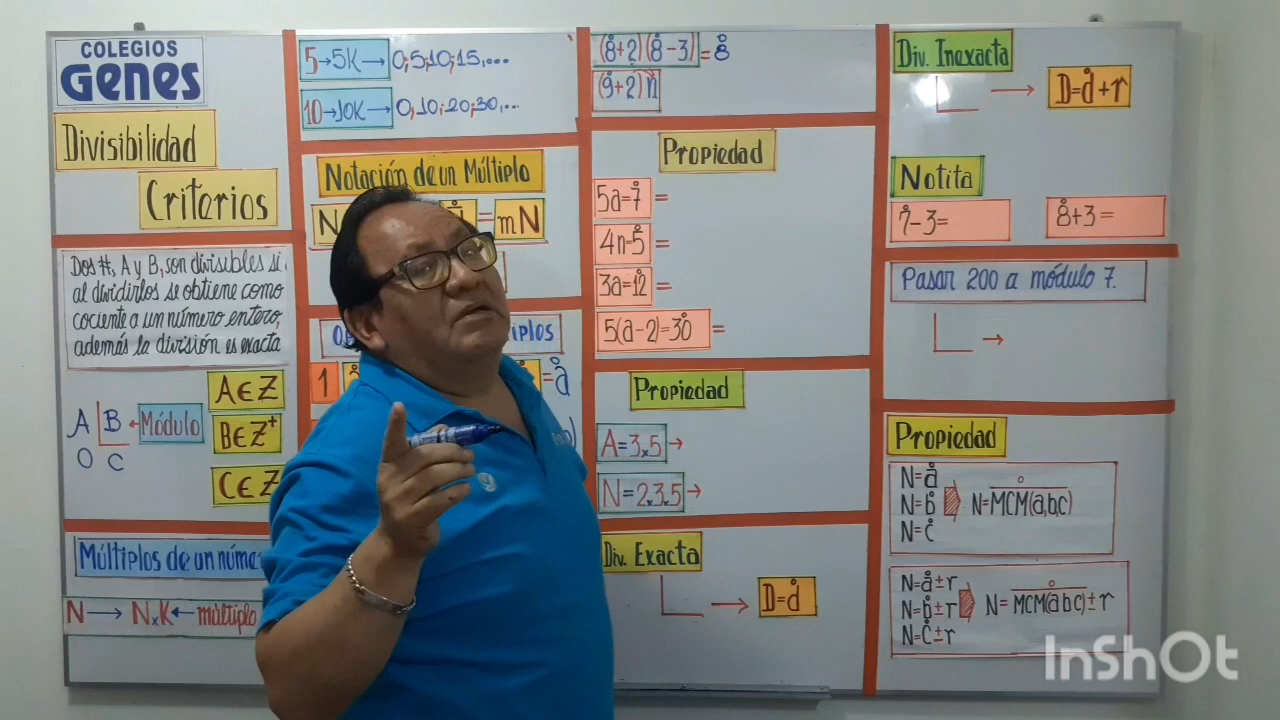 COLEGIOS
GENES
Divisibilidad
Criterios
Dos #, A y B, son divisibles si
al dividirlos se obtiene como
cociente a un número entero,
además la división es exacta
A B ← Módulo
0 C
A∈Z
B∈Z⁺
C∈Z
Múltiplos de un núme
N → N×K ← múltiplo
5 → 5K → 0;5;10;15;...
10 → 10K → 0;10;20;30;...
Notación de un Múltiplo
N = mN
iplos
1 = å
(8̊+2)(8̊-3) = 8̊
(9̊+2)ⁿ
Propiedad
5a=7̊ =
4n=5̊ =
3a=12̊ =
5(a-2)=30̊ =
Propiedad
A=3×5 →
N=2.3.5 →
Div. Exacta
→ D=d̊
Div. Inexacta
→ D=d̊+r
Notita
7̊-3=
8̊+3=
Pasar 200 a módulo 7.
→
Propiedad
N=å
N=b̊ ⇒ N=MCM(a,b,c)
N=c̊
N=å±r
N=b̊±r ⇒ N=MCM(a b c)±r
N=c̊±r
InShOt